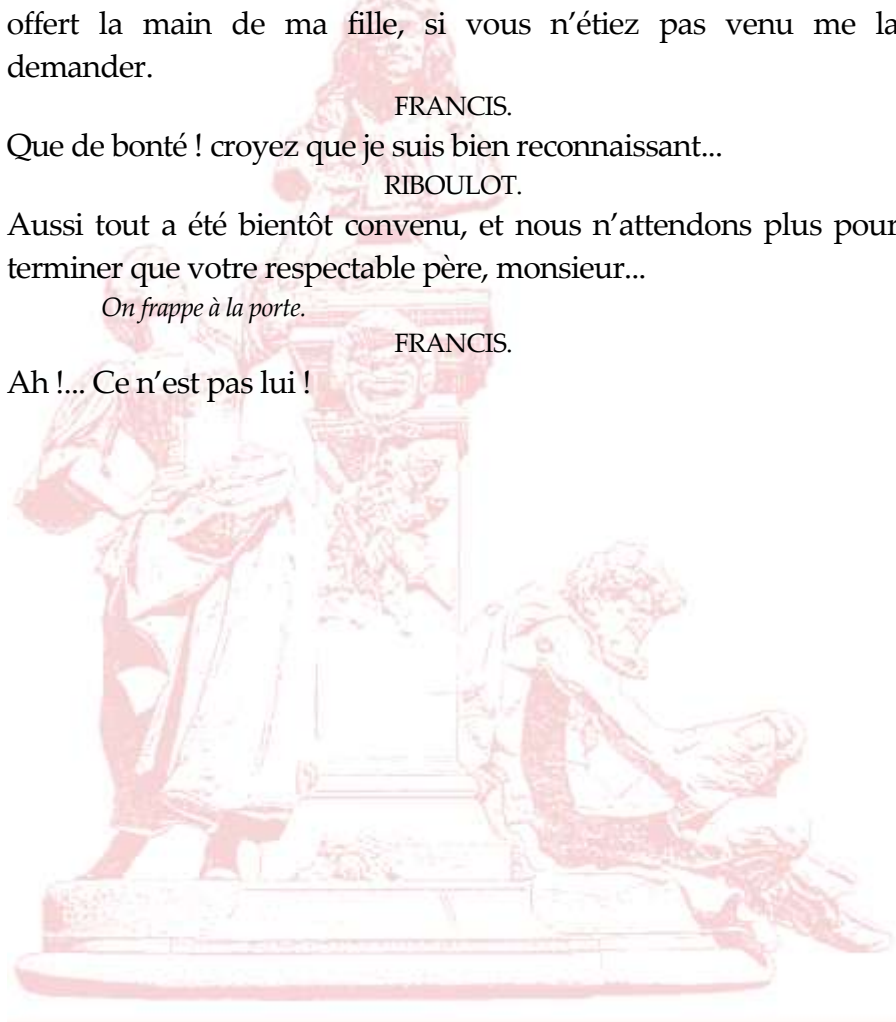 offert la main de ma fille, si vous n’étiez pas venu me la
demander.
FRANCIS.
Que de bonté ! croyez que je suis bien reconnaissant...
RIBOULOT.
Aussi tout a été bientôt convenu, et nous n’attendons plus pour
terminer que votre respectable père, monsieur...
On frappe à la porte.
FRANCIS.
Ah !... Ce n’est pas lui !